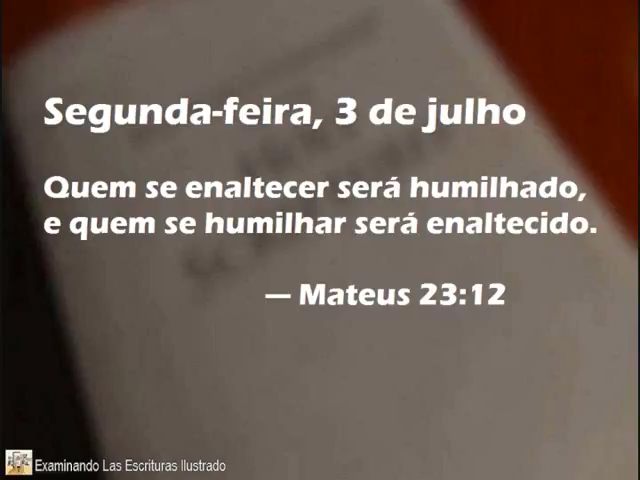 Segunda-feira, 3 de julho
Quem se enaltecer será humilhado,
e quem se humilhar será enaltecido.
— Mateus 23:12
Examinando Las Escrituras Ilustrado